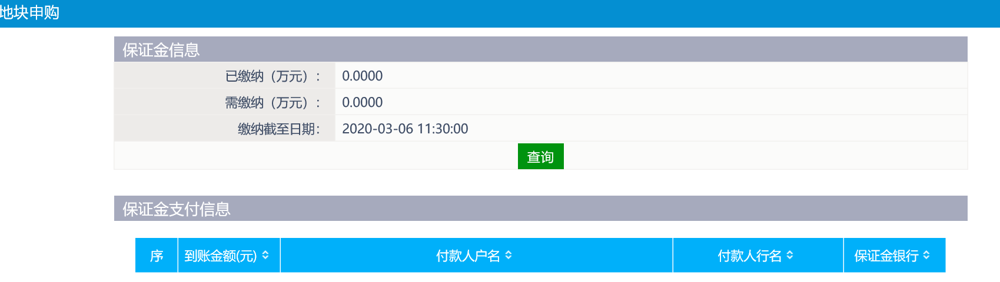 地块申购
保证金信息
已缴纳（万元）： 0.0000
需缴纳（万元）： 0.0000
缴纳截至日期： 2020-03-06 11:30:00
查询
保证金支付信息
序 到账金额(元) 付款人户名 付款人行名 保证金银行